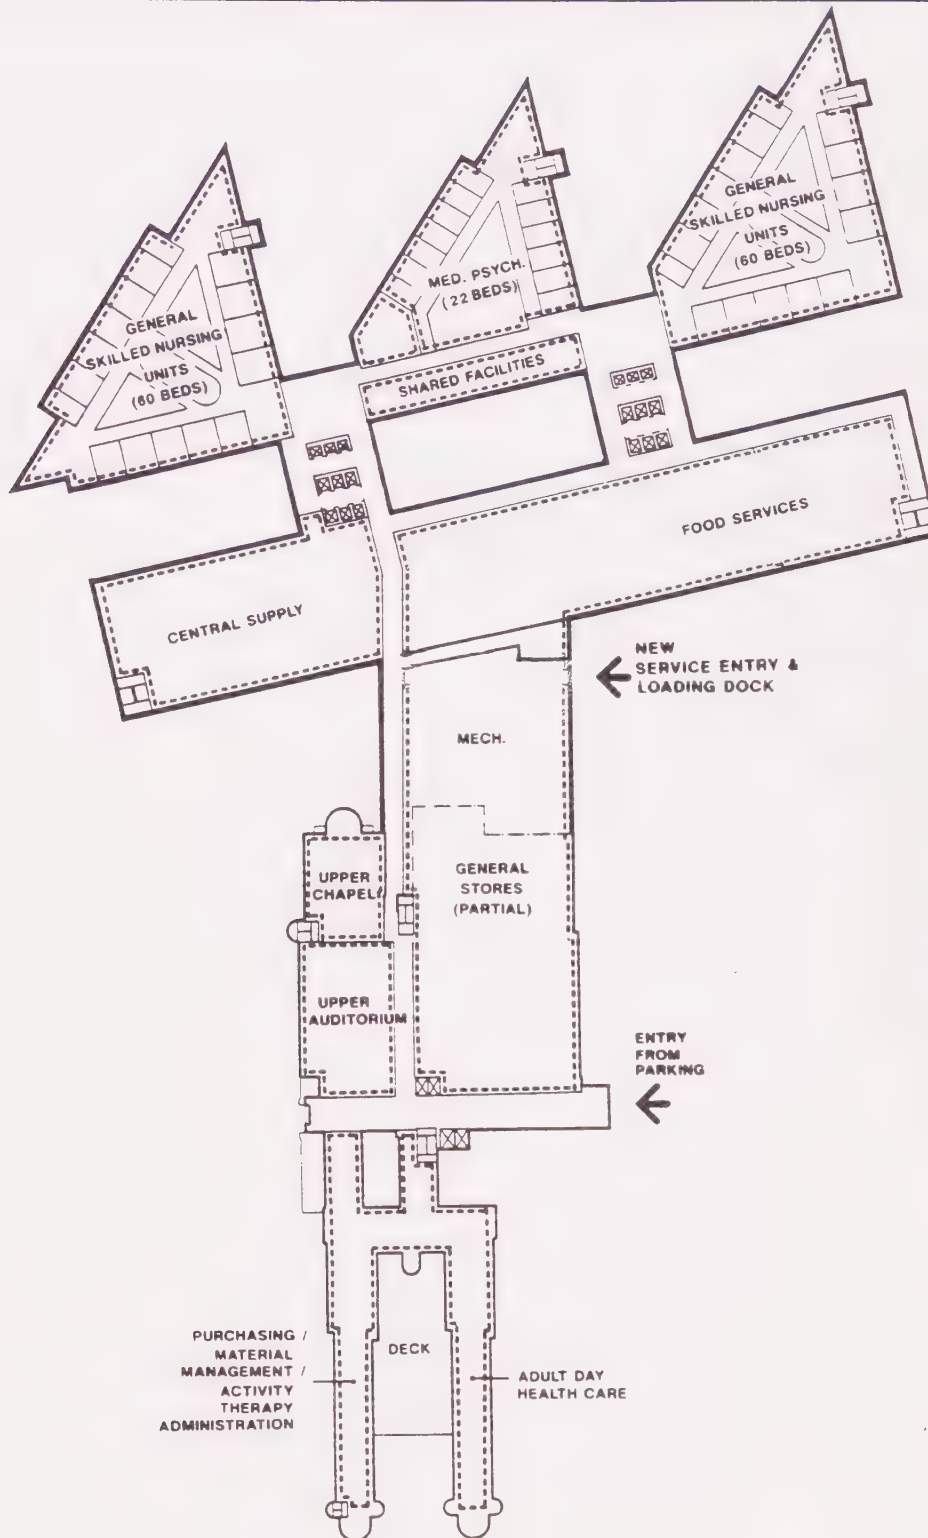 GENERAL
SKILLED NURSING
UNITS
(60 BEDS)
MED. PSYCH.
(22 BEDS)
GENERAL
SKILLED NURSING
UNITS
(60 BEDS)
SHARED FACILITIES
FOOD SERVICES
CENTRAL SUPPLY
NEW
SERVICE ENTRY &
LOADING DOCK
MECH.
UPPER
CHAPEL
GENERAL
STORES
(PARTIAL)
UPPER
AUDITORIUM
ENTRY
FROM
PARKING
PURCHASING /
MATERIAL
MANAGEMENT /
ACTIVITY
THERAPY
ADMINISTRATION
DECK
ADULT DAY
HEALTH CARE